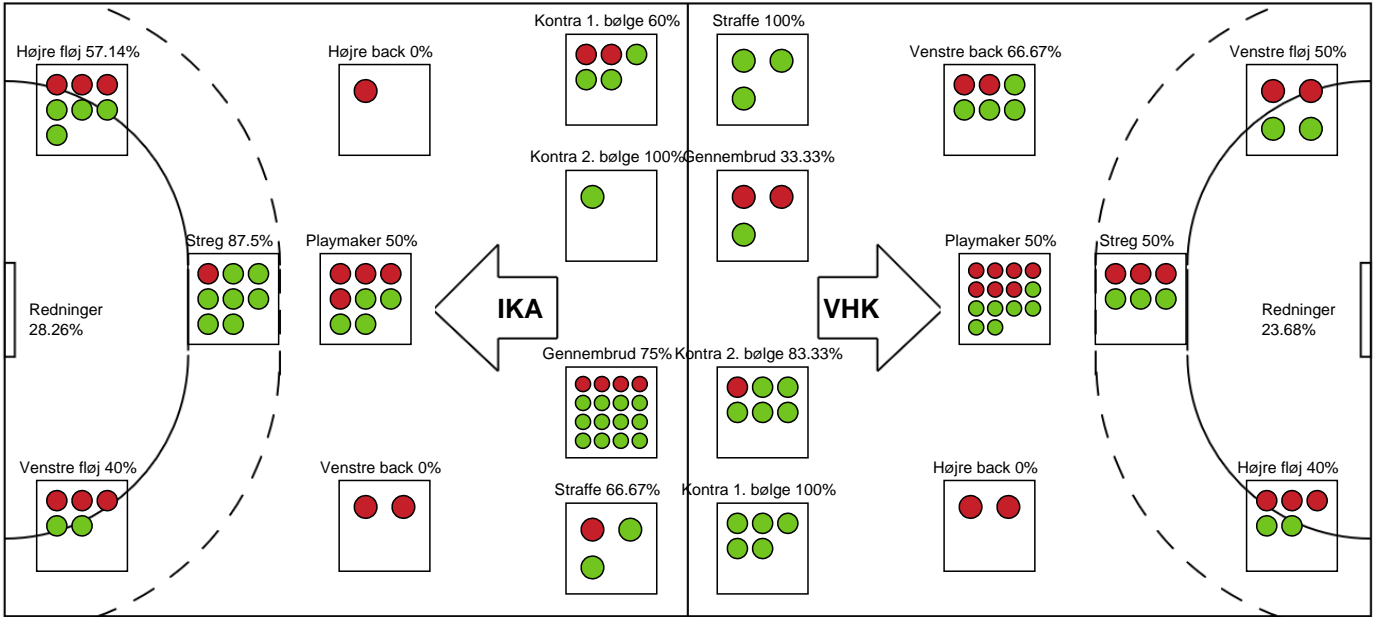 Kontra 1. bølge 60%
Straffe 100%
Højre fløj 57.14%
Højre back 0%
Venstre back 66.67%
Venstre fløj 50%
Kontra 2. bølge 100%
Gennembrud 33.33%
Streg 87.5%
Playmaker 50%
Playmaker 50%
Streg 50%
Redninger
28.26%
IKA
VHK
Redninger
23.68%
Gennembrud 75%
Kontra 2. bølge 83.33%
Venstre fløj 40%
Venstre back 0%
Straffe 66.67%
Kontra 1. bølge 100%
Højre back 0%
Højre fløj 40%